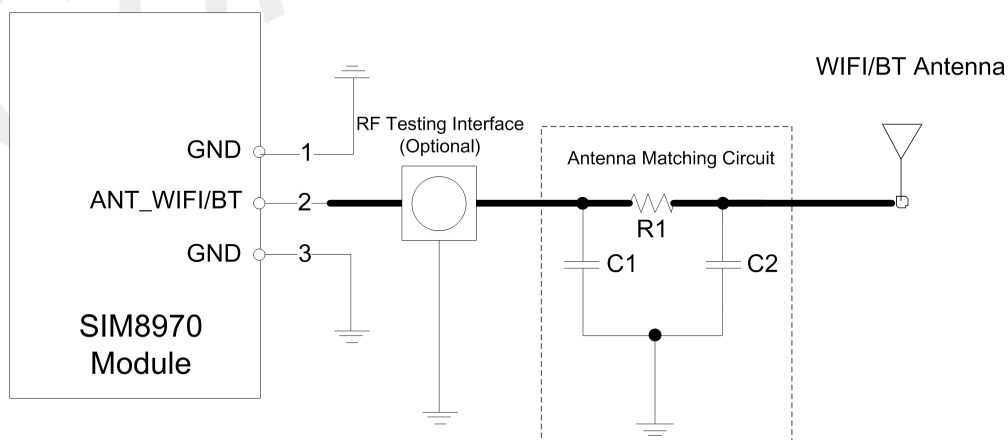 WIFI/BT Antenna
RF Testing Interface
(Optional)
Antenna Matching Circuit
GND
1
ANT_WIFI/BT
2
R1
GND
3
C1
C2
SIM8970
Module